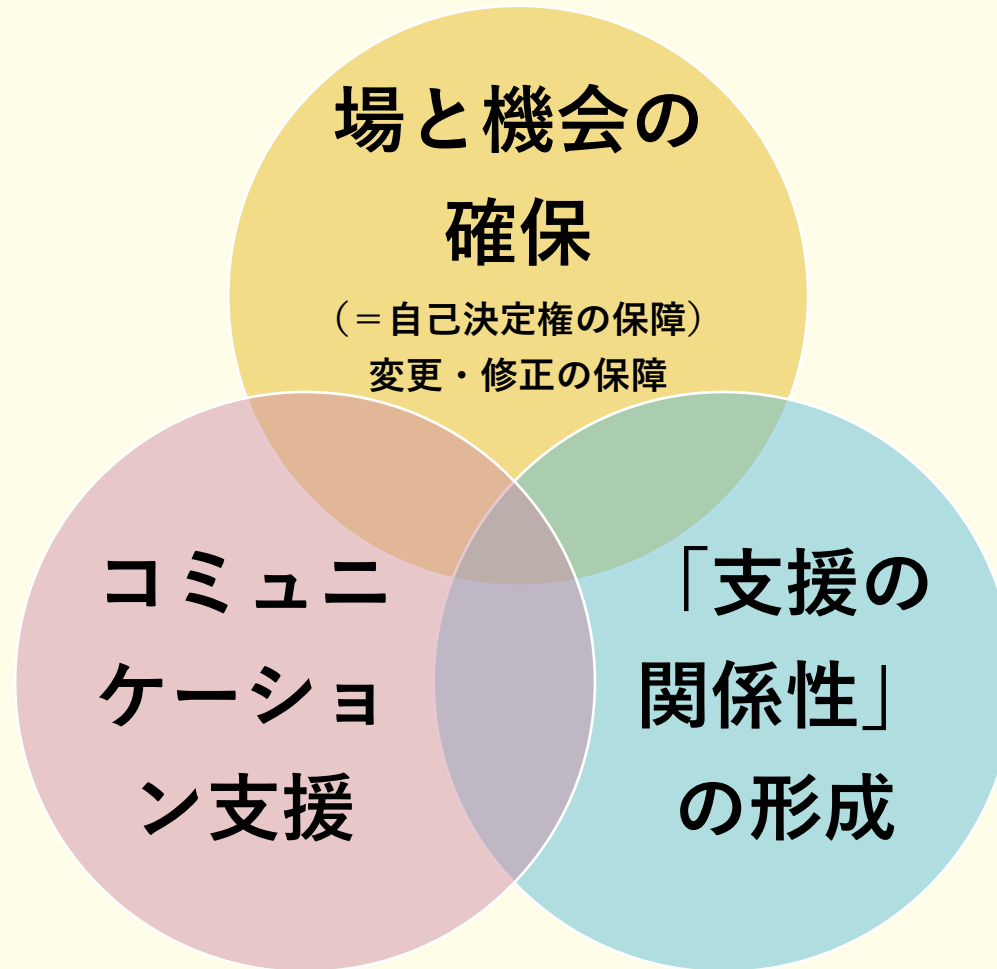 場と機会の
確保
（＝自己決定権の保障）
変更・修正の保障
コミュニ
ケーショ
ン支援
「支援の
関係性」
の形成